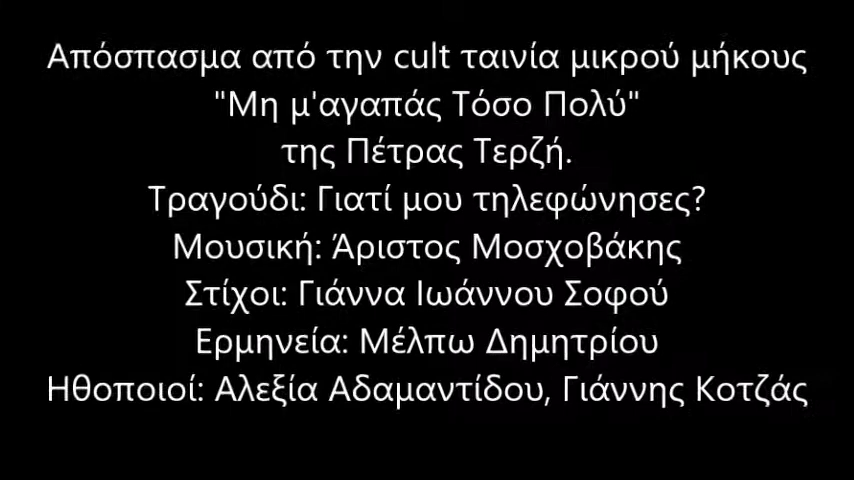 Απόσπασμα από την cult ταινία μικρού μήκους
"Μη μ'αγαπάς Τόσο Πολύ"
της Πέτρας Τερζή.
Τραγούδι: Γιατί μου τηλεφώνησες?
Μουσική: Άριστος Μοσχοβάκης
Στίχοι: Γιάννα Ιωάννου Σοφού
Ερμηνεία: Μέλπω Δημητρίου
Ηθοποιοί: Αλεξία Αδαμαντίδου, Γιάννης Κοτζάς